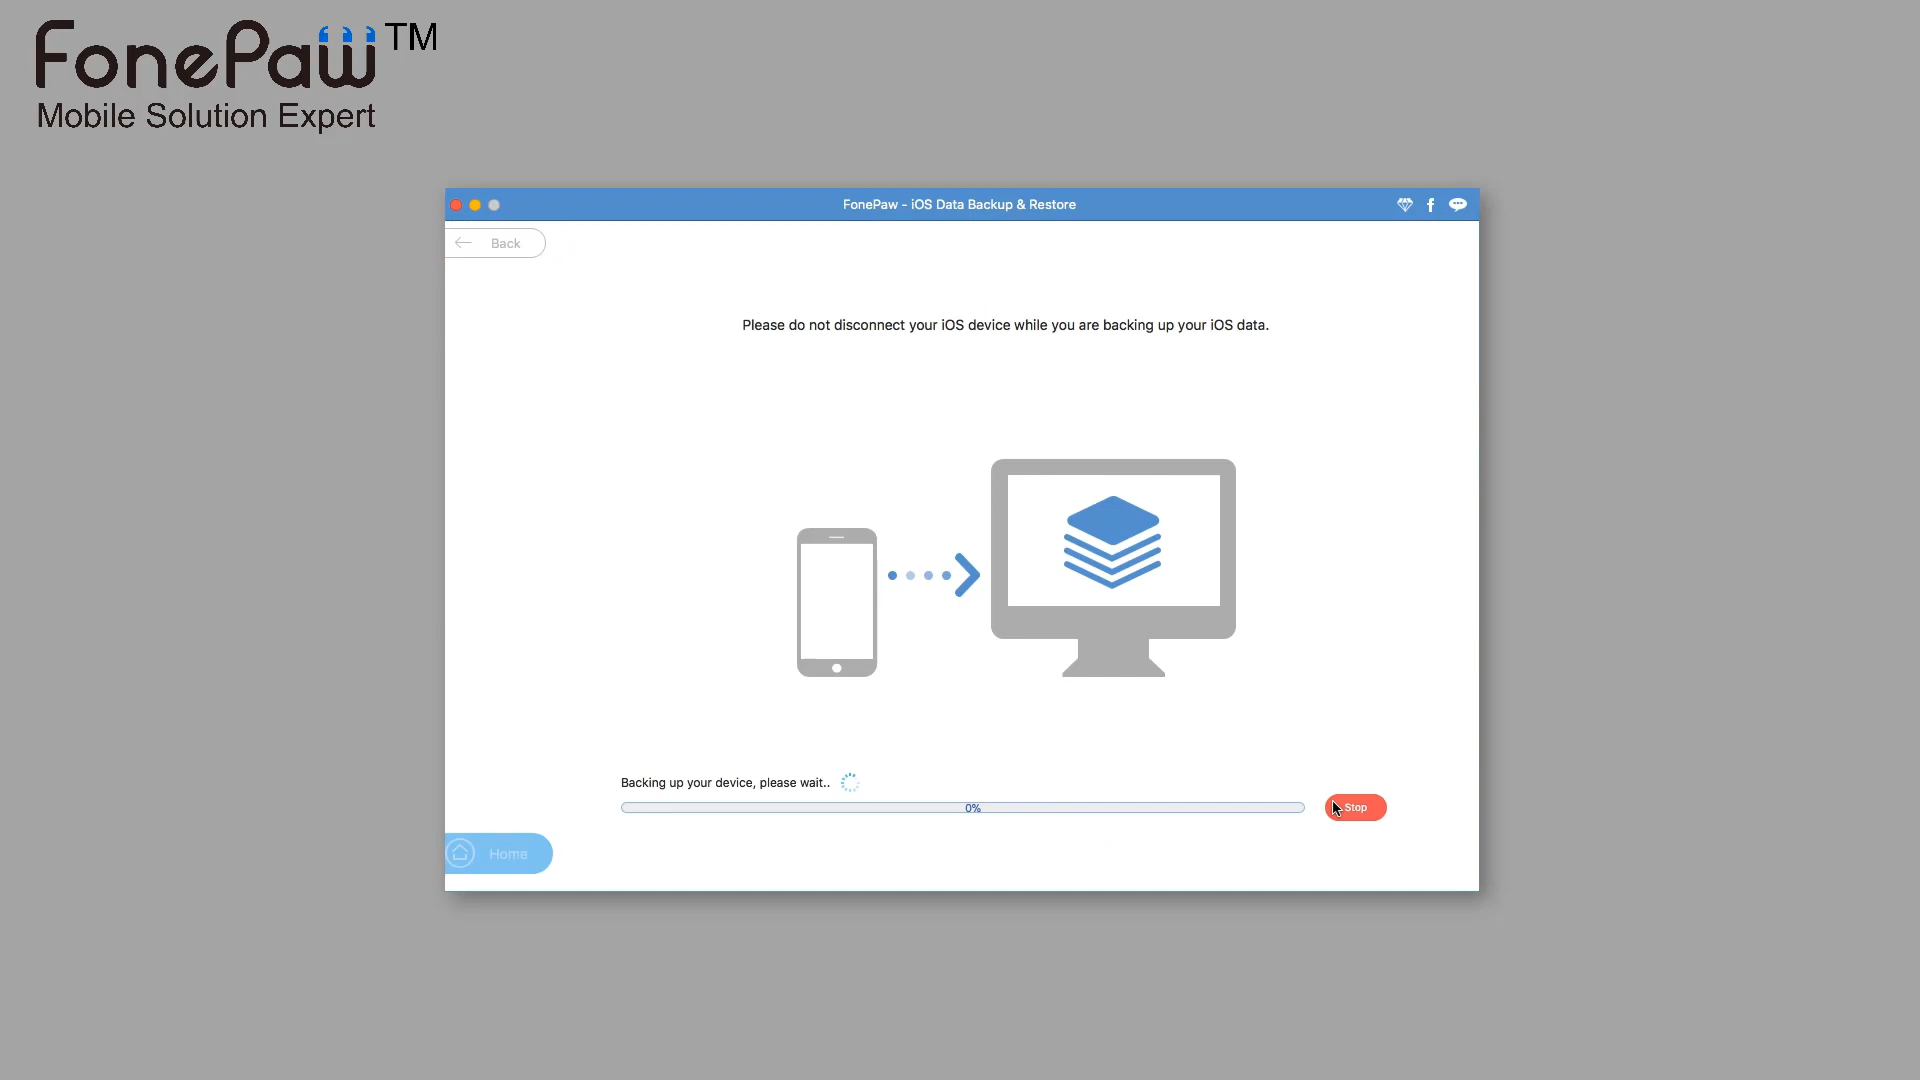 FonePaw™
Mobile Solution Expert
FonePaw - iOS Data Backup & Restore
Back
Please do not disconnect your iOS device while you are backing up your iOS data.
Backing up your device, please wait..
0%
Stop
Home